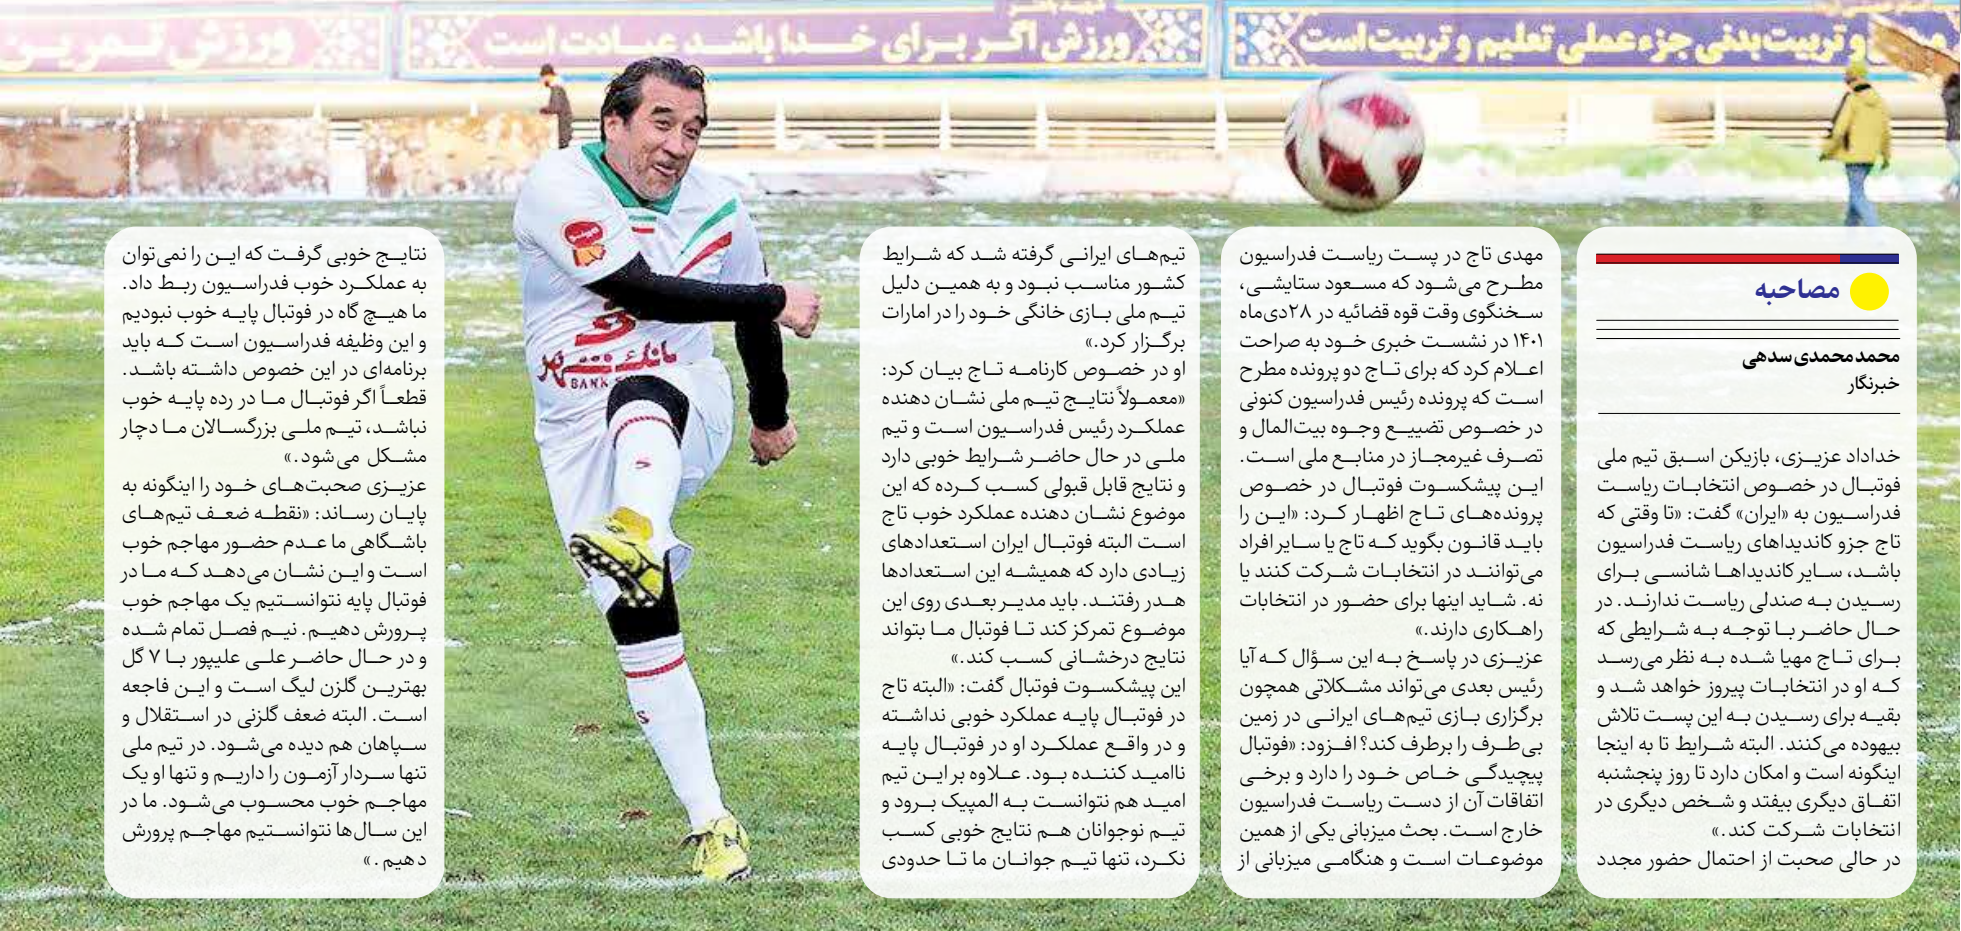 و تربیت بدنی جزء عملی تعلیم و تربیت است
ورزش اگر برای خدا باشد عبادت است
ورزش تمرین
مصاحبه
محمد محمدی سدهی
خبرنگار
خداداد عزیزی، بازیکن اسبق تیم ملی
فوتبال در خصوص انتخابات ریاست
فدراسیون به «ایران» گفت: «تا وقتی که
تاج جزو کاندیداهای ریاست فدراسیون
باشد، سایر کاندیداها شانسی برای
رسیدن به صندلی ریاست ندارند. در
حال حاضر با توجه به شرایطی که
برای تاج مهیا شده به نظر می‌رسد
که او در انتخابات پیروز خواهد شد و
بقیه برای رسیدن به این پست تلاش
بیهوده می‌کنند. البته شرایط تا به اینجا
اینگونه است و امکان دارد تا روز پنجشنبه
اتفاق دیگری بیفتد و شخص دیگری در
انتخابات شرکت کند.»
در حالی صحبت از احتمال حضور مجدد
مهدی تاج در پست ریاست فدراسیون
مطرح می‌شود که مسعود ستایشی،
سخنگوی وقت قوه قضائیه در ۲۸دی‌ماه
۱۴۰۱ در نشست خبری خود به صراحت
اعلام کرد که برای تاج دو پرونده مطرح
است که پرونده رئیس فدراسیون کنونی
در خصوص تضییع وجوه بیت‌المال و
تصرف غیرمجاز در منابع ملی است.
این پیشکسوت فوتبال در خصوص
پرونده‌های تاج اظهار کرد: «این را
باید قانون بگوید که تاج یا سایر افراد
می‌توانند در انتخابات شرکت کنند یا
نه. شاید اینها برای حضور در انتخابات
راهکاری دارند.»
عزیزی در پاسخ به این سؤال که آیا
رئیس بعدی می‌تواند مشکلاتی همچون
برگزاری بازی تیم‌های ایرانی در زمین
بی‌طرف را برطرف کند؟ افزود: «فوتبال
پیچیدگی خاص خود را دارد و برخی
اتفاقات آن از دست ریاست فدراسیون
خارج است. بحث میزبانی یکی از همین
موضوعات است و هنگامی میزبانی از
تیم‌های ایرانی گرفته شد که شرایط
کشور مناسب نبود و به همین دلیل
تیم ملی بازی خانگی خود را در امارات
برگزار کرد.»
او در خصوص کارنامه تاج بیان کرد:
«معمولاً نتایج تیم ملی نشان دهنده
عملکرد رئیس فدراسیون است و تیم
ملی در حال حاضر شرایط خوبی دارد
و نتایج قابل قبولی کسب کرده که این
موضوع نشان دهنده عملکرد خوب تاج
است البته فوتبال ایران استعدادهای
زیادی دارد که همیشه این استعدادها
هدر رفتند. باید مدیر بعدی روی این
موضوع تمرکز کند تا فوتبال ما بتواند
نتایج درخشانی کسب کند.»
این پیشکسوت فوتبال گفت: «البته تاج
در فوتبال پایه عملکرد خوبی نداشته
و در واقع عملکرد او در فوتبال پایه
ناامید کننده بود. علاوه بر این تیم
امید هم نتوانست به المپیک برود و
تیم نوجوانان هم نتایج خوبی کسب
نکرد، تنها تیم جوانان ما تا حدودی
نتایج خوبی گرفت که این را نمی‌توان
به عملکرد خوب فدراسیون ربط داد.
ما هیچ گاه در فوتبال پایه خوب نبودیم
و این وظیفه فدراسیون است که باید
برنامه‌ای در این خصوص داشته باشد.
قطعاً اگر فوتبال ما در رده پایه خوب
نباشد، تیم ملی بزرگسالان ما دچار
مشکل می‌شود.»
عزیزی صحبت‌های خود را اینگونه به
پایان رساند: «نقطه ضعف تیم‌های
باشگاهی ما عدم حضور مهاجم خوب
است و این نشان می‌دهد که ما در
فوتبال پایه نتوانستیم یک مهاجم خوب
پرورش دهیم. نیم فصل تمام شده
و در حال حاضر علی علیپور با ۷ گل
بهترین گلزن لیگ است و این فاجعه
است. البته ضعف گلزنی در استقلال و
سپاهان هم دیده می‌شود. در تیم ملی
تنها سردار آزمون را داریم و تنها او یک
مهاجم خوب محسوب می‌شود. ما در
این سال‌ها نتوانستیم مهاجم پرورش
دهیم.»
بانک شهر
BANK